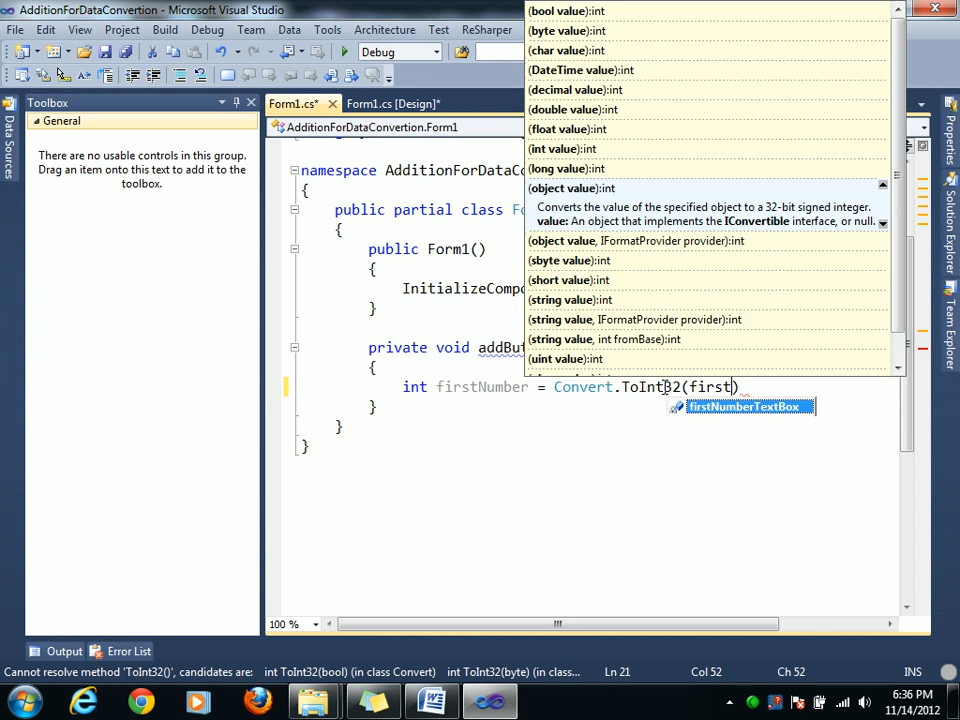 AdditionForDataConvertion - Microsoft Visual Studio
File Edit View Project Build Debug Team Data Tools Architecture Test ReSharper
Debug
Toolbox
General
There are no usable controls in this group.
Drag an item onto this text to add it to the
toolbox.
Data Sources
Form1.cs* Form1.cs [Design]*
AdditionForDataConvertion.Form1
namespace AdditionForDataCo
{
public partial class Fo
{
public Form1()
{
InitializeCompo
}
private void addBut
{
int firstNumber = Convert.ToInt32(first)
}
}
}
(bool value):int
(byte value):int
(char value):int
(DateTime value):int
(decimal value):int
(double value):int
(float value):int
(int value):int
(long value):int
(object value):int
Converts the value of the specified object to a 32-bit signed integer.
value: An object that implements the IConvertible interface, or null.
(object value, IFormatProvider provider):int
(sbyte value):int
(short value):int
(string value):int
(string value, IFormatProvider provider):int
(string value, int fromBase):int
(uint value):int
firstNumberTextBox
Properties
Solution Explorer
Team Explorer
100 %
Output Error List
Cannot resolve method 'ToInt32()', candidates are: int ToInt32(bool) (in class Convert) int ToInt32(byte) (in class... Ln 21 Col 52 Ch 52 INS
6:36 PM
11/14/2012